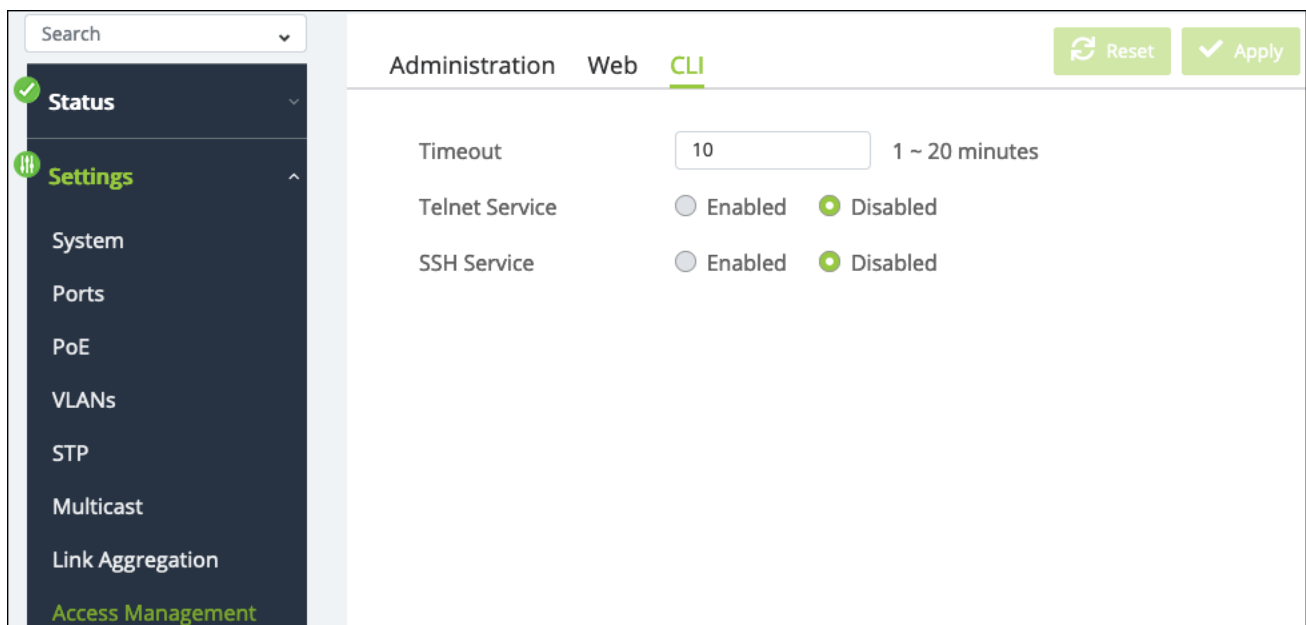 Search
Status
Settings
System
Ports
PoE
VLANs
STP
Multicast
Link Aggregation
Access Management
Administration Web CLI
Reset Apply
Timeout 10 1 ~ 20 minutes
Telnet Service Enabled Disabled
SSH Service Enabled Disabled